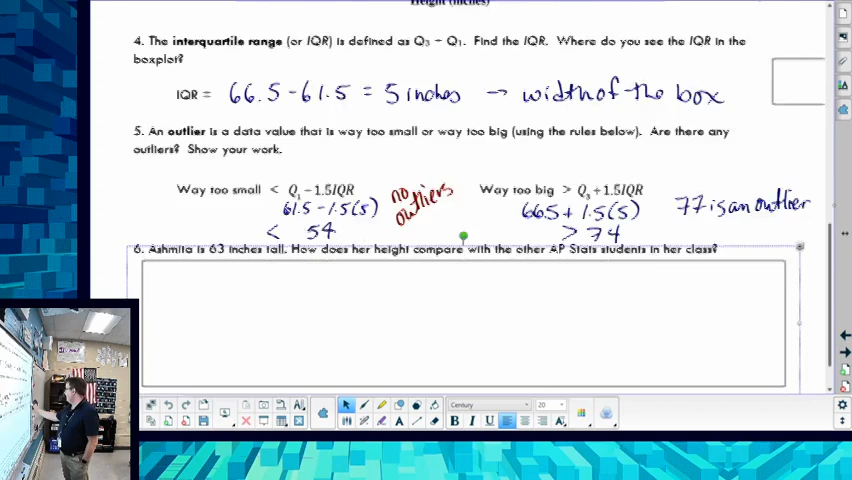 Height (inches)
4. The interquartile range (or IQR) is defined as Q3 – Q1. Find the IQR. Where do you see the IQR in the
boxplot?
IQR = 66.5 - 61.5 = 5 inches → width of the box
5. An outlier is a data value that is way too small or way too big (using the rules below). Are there any
outliers? Show your work.
Way too small < Q1 – 1.5IQR
61.5 - 1.5(5)
< 54
no
outliers
Way too big > Q3 + 1.5IQR
66.5 + 1.5(5)
> 74
77 is an outlier
6. Ashmita is 63 inches tall. How does her height compare with the other AP Stats students in her class?
Century
20
B I U